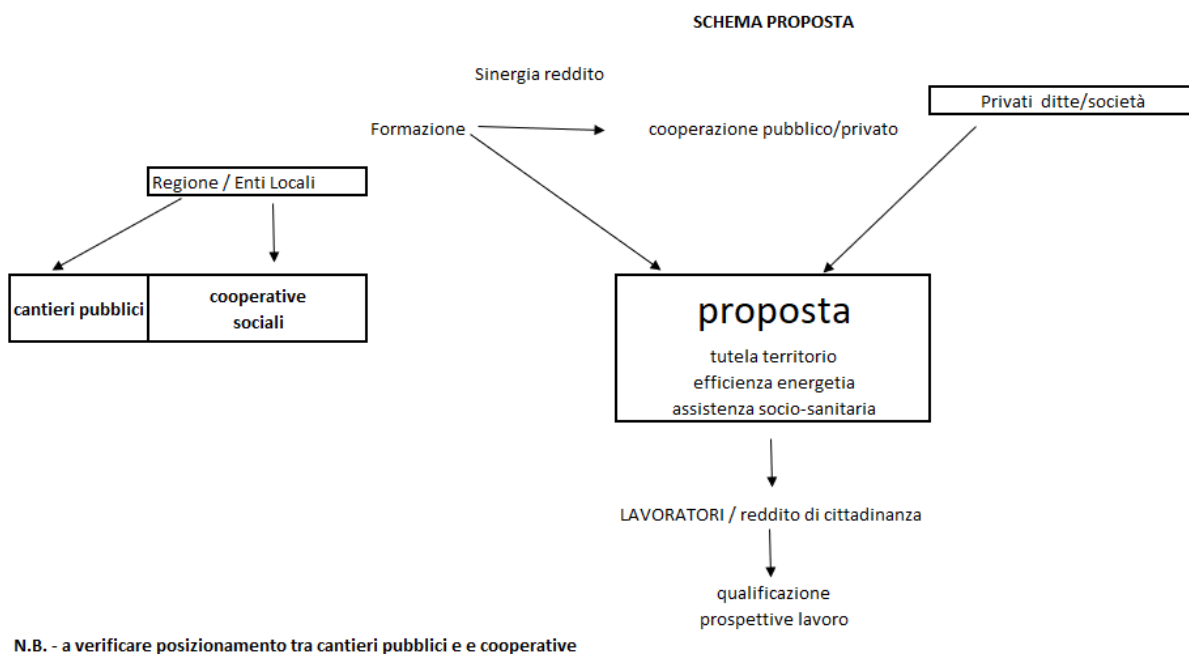 SCHEMA PROPOSTA
Sinergia reddito
Privati ditte/società
Formazione
cooperazione pubblico/privato
Regione / Enti Locali
cantieri pubblici
cooperative
sociali
proposta
tutela territorio
efficienza energetia
assistenza socio-sanitaria
LAVORATORI / reddito di cittadinanza
qualificazione
prospettive lavoro
N.B. - a verificare posizionamento tra cantieri pubblici e e cooperative